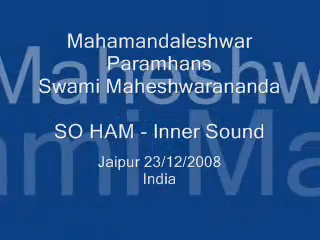 Mahamandaleshwar
Paramhans
Swami Maheshwarananda
SO HAM - Inner Sound
Jaipur 23/12/2008
India